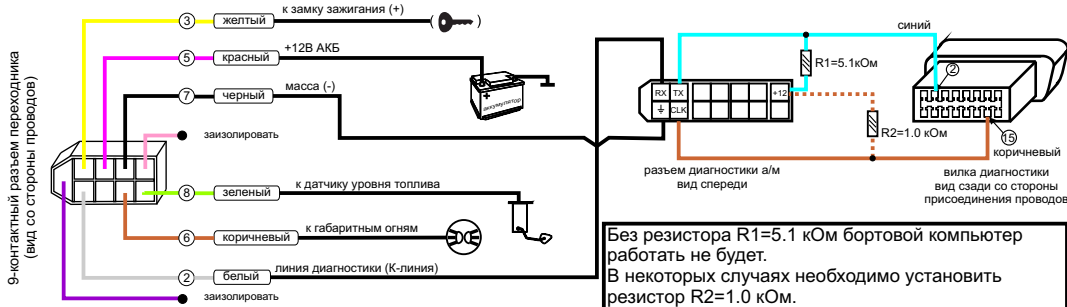 9-контактный разъем переходника
(вид со стороны проводов)
3 желтый к замку зажигания (+)
5 красный +12В АКБ
аккумулятор
7 черный масса (-)
заизолировать
8 зеленый к датчику уровня топлива
6 коричневый к габаритным огням
2 белый линия диагностики (К-линия)
заизолировать
RX TX +12
CLK
разъем диагностики а/м
вид спереди
синий
R1=5.1кОм
R2=1.0 кОм
2
15
коричневый
вилка диагностики
вид сзади со стороны
присоединения проводов
Без резистора R1=5.1 кОм бортовой компьютер
работать не будет.
В некоторых случаях необходимо установить
резистор R2=1.0 кОм.